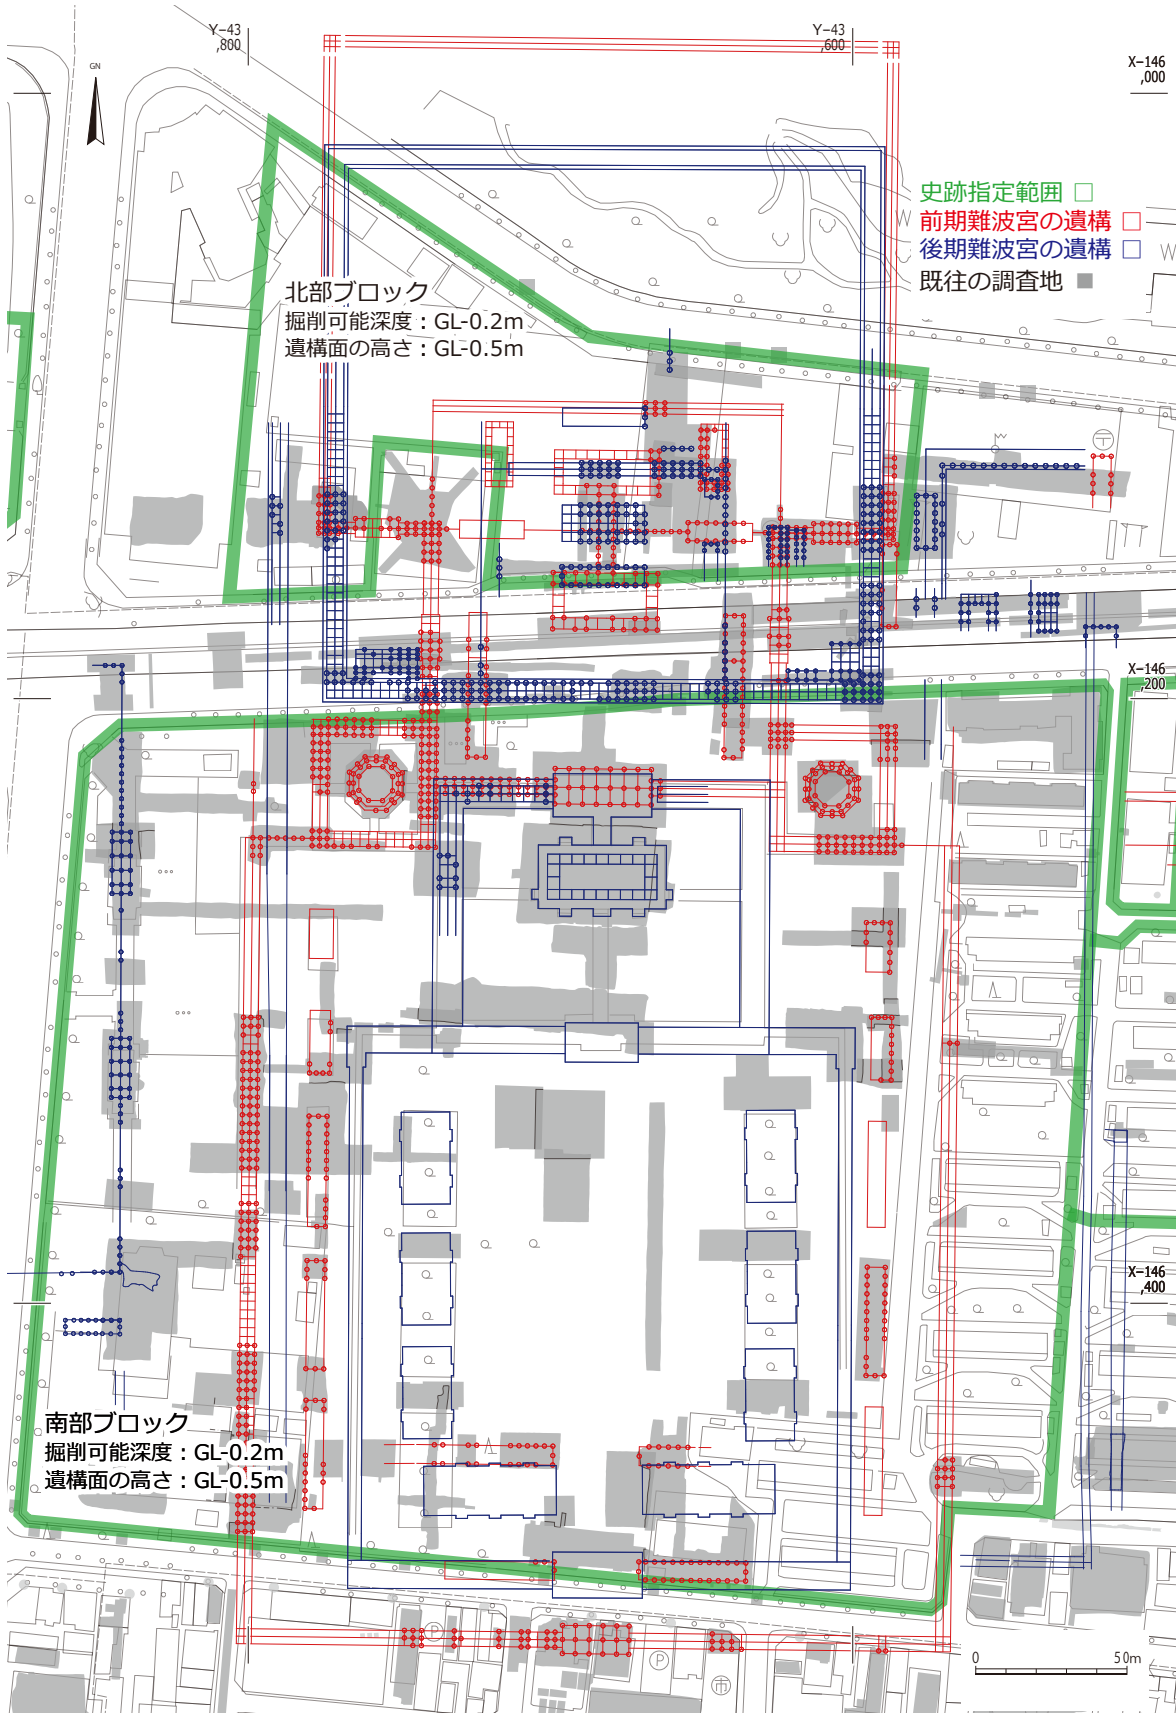 Y-43
,800
Y-43
,600
X-146
,000
GN
史跡指定範囲 □
前期難波宮の遺構 □
後期難波宮の遺構 □
既往の調査地 ■
北部ブロック
掘削可能深度：GL-0.2m
遺構面の高さ：GL-0.5m
X-146
,200
X-146
,400
南部ブロック
掘削可能深度：GL-0.2m
遺構面の高さ：GL-0.5m
0 50m